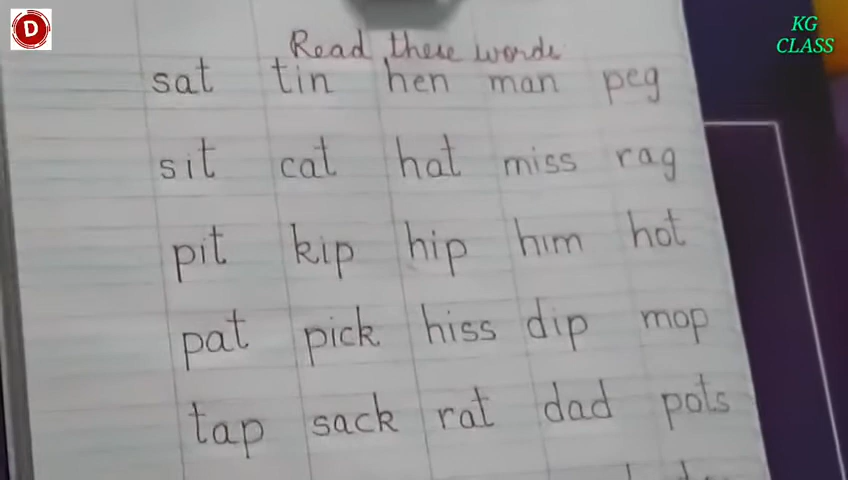 D
KG
CLASS
Read these words
sat tin hen man peg
sit cat hat miss rag
pit kip hip him hot
pat pick hiss dip mop
tap sack rat dad pots